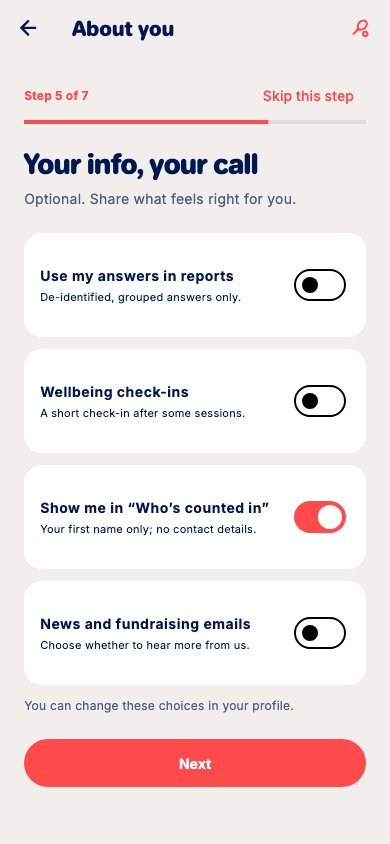 About you
Step 5 of 7
Skip this step
Your info, your call
Optional. Share what feels right for you.
Use my answers in reports
De-identified, grouped answers only.
Wellbeing check-ins
A short check-in after some sessions.
Show me in “Who’s counted in”
Your first name only; no contact details.
News and fundraising emails
Choose whether to hear more from us.
You can change these choices in your profile.
Next